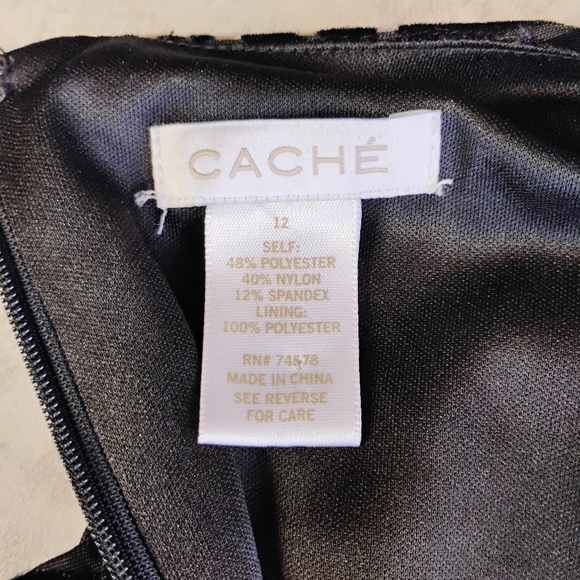 CACHÉ
12
SELF:
48% POLYESTER
40% NYLON
12% SPANDEX
LINING:
100% POLYESTER
RN# 74578
MADE IN CHINA
SEE REVERSE
FOR CARE